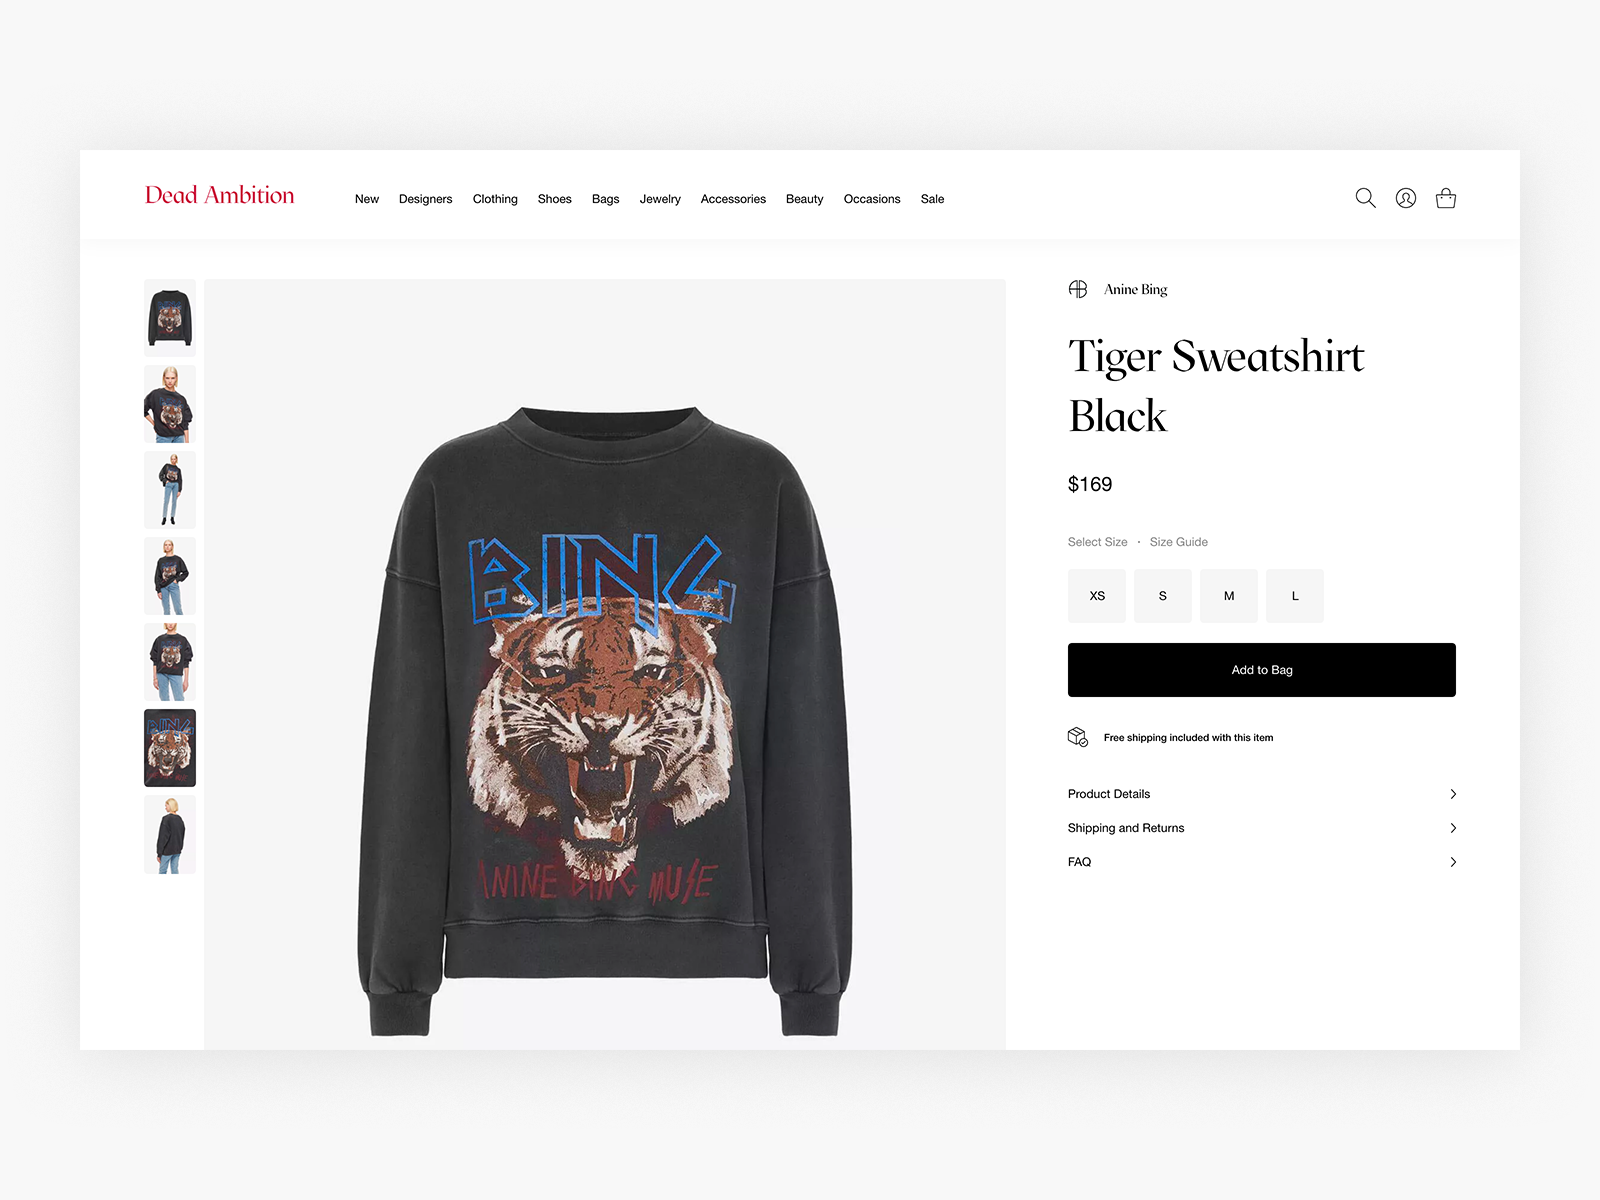 Dead Ambition
New Designers Clothing Shoes Bags Jewelry Accessories Beauty Occasions Sale
Anine Bing
Tiger Sweatshirt
Black
$169
Select Size · Size Guide
XS S M L
Add to Bag
Free shipping included with this item
Product Details
Shipping and Returns
FAQ
BING
ANINE BING MUSE